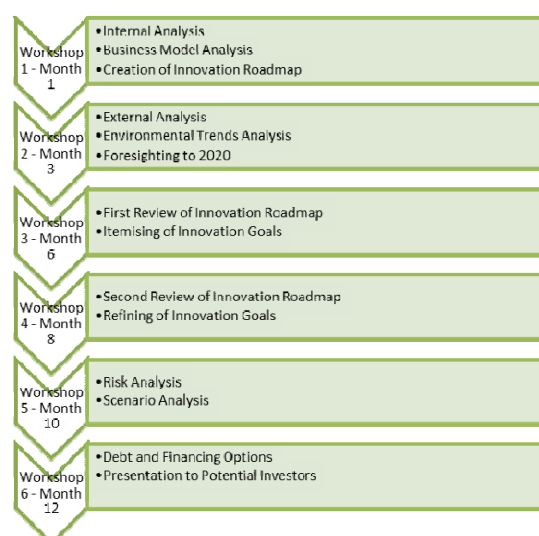 Workshop
1 - Month
1
•Internal Analysis
•Business Model Analysis
•Creation of Innovation Roadmap
Workshop
2 - Month
3
•External Analysis
•Environmental Trends Analysis
•Foresighting to 2020
Workshop
3 - Month
6
•First Review of Innovation Roadmap
•Itemising of Innovation Goals
Workshop
4 - Month
8
•Second Review of Innovation Roadmap
•Refining of Innovation Goals
Workshop
5 - Month
10
•Risk Analysis
•Scenario Analysis
Workshop
6 - Month
12
•Debt and Financing Options
•Presentation to Potential Investors